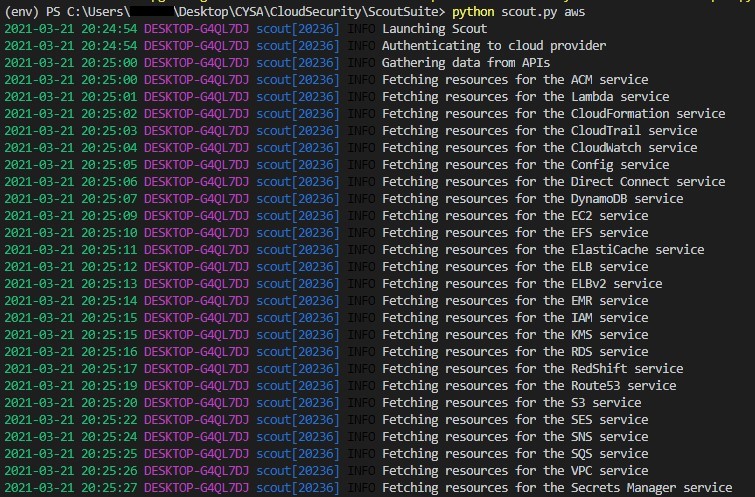 (env) PS C:\Users\ \Desktop\CYSA\CloudSecurity\ScoutSuite> python scout.py aws
2021-03-21 20:24:54 DESKTOP-G4QL7DJ scout[20236] INFO Launching Scout
2021-03-21 20:24:54 DESKTOP-G4QL7DJ scout[20236] INFO Authenticating to cloud provider
2021-03-21 20:25:00 DESKTOP-G4QL7DJ scout[20236] INFO Gathering data from APIs
2021-03-21 20:25:00 DESKTOP-G4QL7DJ scout[20236] INFO Fetching resources for the ACM service
2021-03-21 20:25:01 DESKTOP-G4QL7DJ scout[20236] INFO Fetching resources for the Lambda service
2021-03-21 20:25:02 DESKTOP-G4QL7DJ scout[20236] INFO Fetching resources for the CloudFormation service
2021-03-21 20:25:03 DESKTOP-G4QL7DJ scout[20236] INFO Fetching resources for the CloudTrail service
2021-03-21 20:25:04 DESKTOP-G4QL7DJ scout[20236] INFO Fetching resources for the CloudWatch service
2021-03-21 20:25:05 DESKTOP-G4QL7DJ scout[20236] INFO Fetching resources for the Config service
2021-03-21 20:25:06 DESKTOP-G4QL7DJ scout[20236] INFO Fetching resources for the Direct Connect service
2021-03-21 20:25:07 DESKTOP-G4QL7DJ scout[20236] INFO Fetching resources for the DynamoDB service
2021-03-21 20:25:09 DESKTOP-G4QL7DJ scout[20236] INFO Fetching resources for the EC2 service
2021-03-21 20:25:10 DESKTOP-G4QL7DJ scout[20236] INFO Fetching resources for the EFS service
2021-03-21 20:25:11 DESKTOP-G4QL7DJ scout[20236] INFO Fetching resources for the ElastiCache service
2021-03-21 20:25:12 DESKTOP-G4QL7DJ scout[20236] INFO Fetching resources for the ELB service
2021-03-21 20:25:13 DESKTOP-G4QL7DJ scout[20236] INFO Fetching resources for the ELBv2 service
2021-03-21 20:25:14 DESKTOP-G4QL7DJ scout[20236] INFO Fetching resources for the EMR service
2021-03-21 20:25:15 DESKTOP-G4QL7DJ scout[20236] INFO Fetching resources for the IAM service
2021-03-21 20:25:15 DESKTOP-G4QL7DJ scout[20236] INFO Fetching resources for the KMS service
2021-03-21 20:25:16 DESKTOP-G4QL7DJ scout[20236] INFO Fetching resources for the RDS service
2021-03-21 20:25:17 DESKTOP-G4QL7DJ scout[20236] INFO Fetching resources for the RedShift service
2021-03-21 20:25:19 DESKTOP-G4QL7DJ scout[20236] INFO Fetching resources for the Route53 service
2021-03-21 20:25:20 DESKTOP-G4QL7DJ scout[20236] INFO Fetching resources for the S3 service
2021-03-21 20:25:22 DESKTOP-G4QL7DJ scout[20236] INFO Fetching resources for the SES service
2021-03-21 20:25:24 DESKTOP-G4QL7DJ scout[20236] INFO Fetching resources for the SNS service
2021-03-21 20:25:25 DESKTOP-G4QL7DJ scout[20236] INFO Fetching resources for the SQS service
2021-03-21 20:25:26 DESKTOP-G4QL7DJ scout[20236] INFO Fetching resources for the VPC service
2021-03-21 20:25:27 DESKTOP-G4QL7DJ scout[20236] INFO Fetching resources for the Secrets Manager service